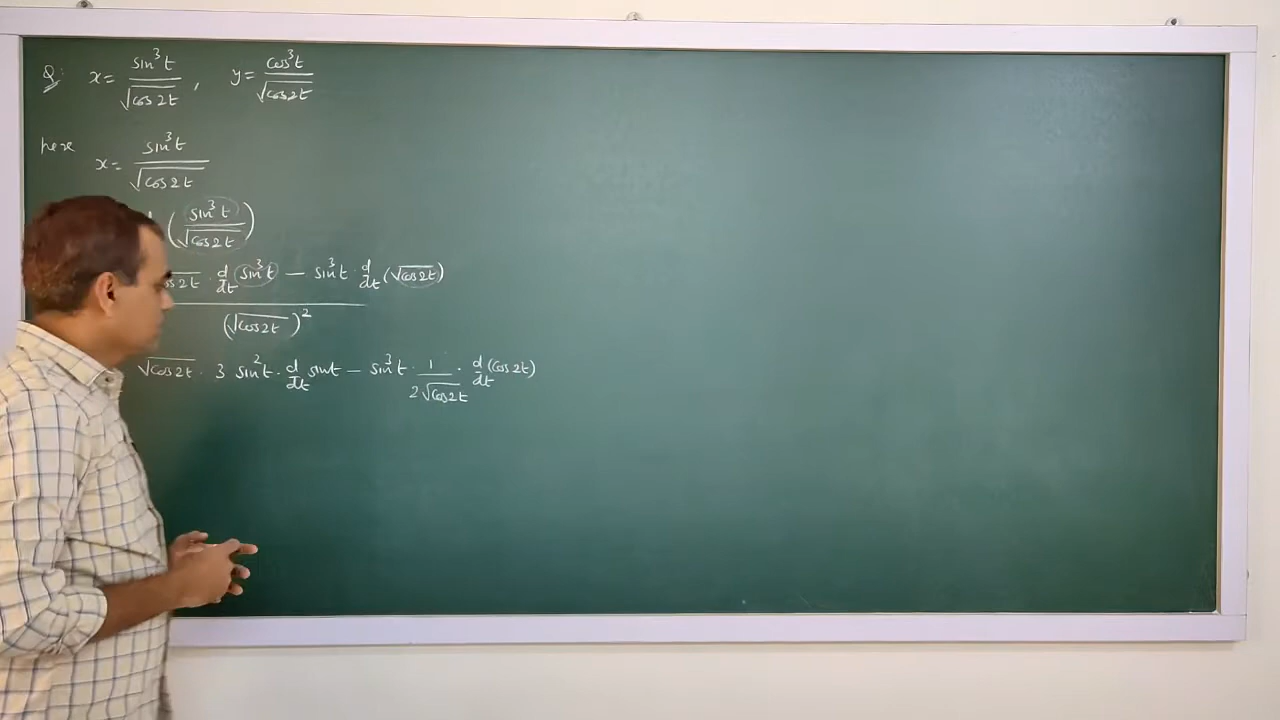 Q: x = sin³t / √cos2t , y = cos³t / √cos2t
here x = sin³t / √cos2t
(sin³t / √cos2t)
· d/dt sin³t − sin³t · d/dt (√cos2t)
(√cos2t)²
√cos2t · 3 sin²t · d/dt sint − sin³t · 1 / 2√cos2t · d/dt (cos2t)